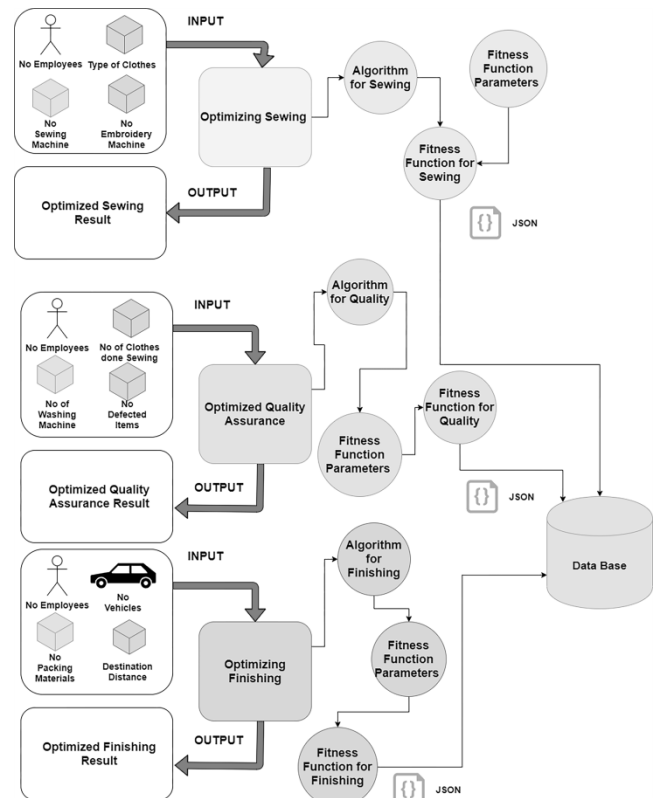 INPUT
No Employees
Type of Clothes
No
Sewing
Machine
No
Embroidery
Machine
Optimizing Sewing
Algorithm
for Sewing
Fitness
Function
Parameters
Fitness
Function for
Sewing
OUTPUT
Optimized Sewing
Result
{} JSON
INPUT
No Employees
No of Clothes
done Sewing
No of
Washing
Machine
No
Defected
Items
Optimized Quality
Assurance
Algorithm
for Quality
Fitness
Function
Parameters
Fitness
Function for
Quality
OUTPUT
Optimized Quality
Assurance Result
{} JSON
Data Base
INPUT
No Employees
No
Vehicles
No
Packing
Materials
Destination
Distance
Optimizing
Finishing
Algorithm
for
Finishing
Fitness
Function
Parameters
Fitness
Function for
Finishing
OUTPUT
Optimized Finishing
Result
{} JSON